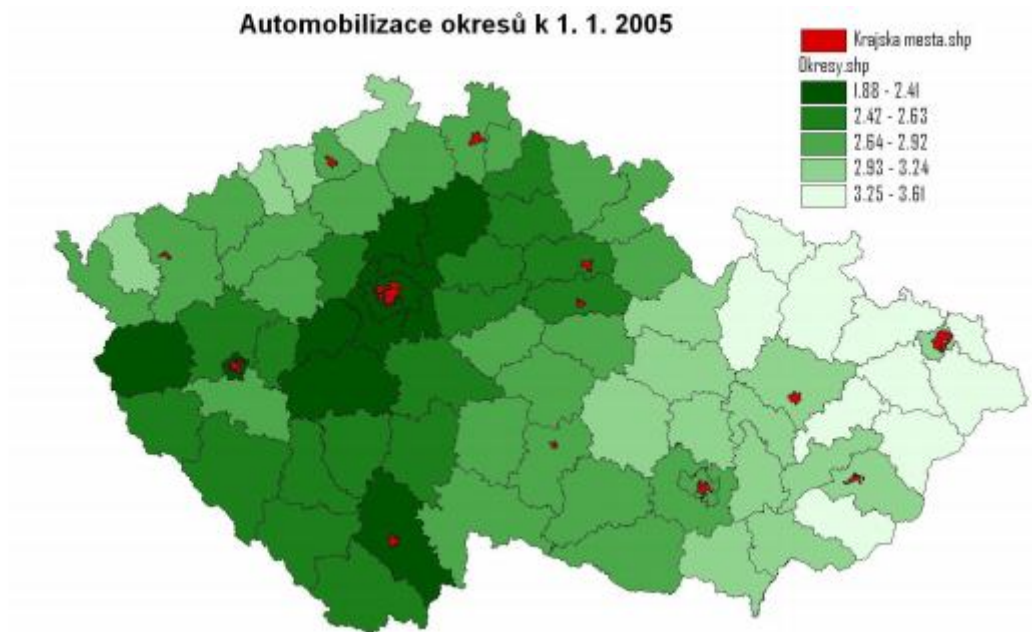 Automobilizace okresů k 1. 1. 2005
Krajska mesta.shp
Okresy.shp
1.88 - 2.41
2.42 - 2.63
2.64 - 2.92
2.93 - 3.24
3.25 - 3.61